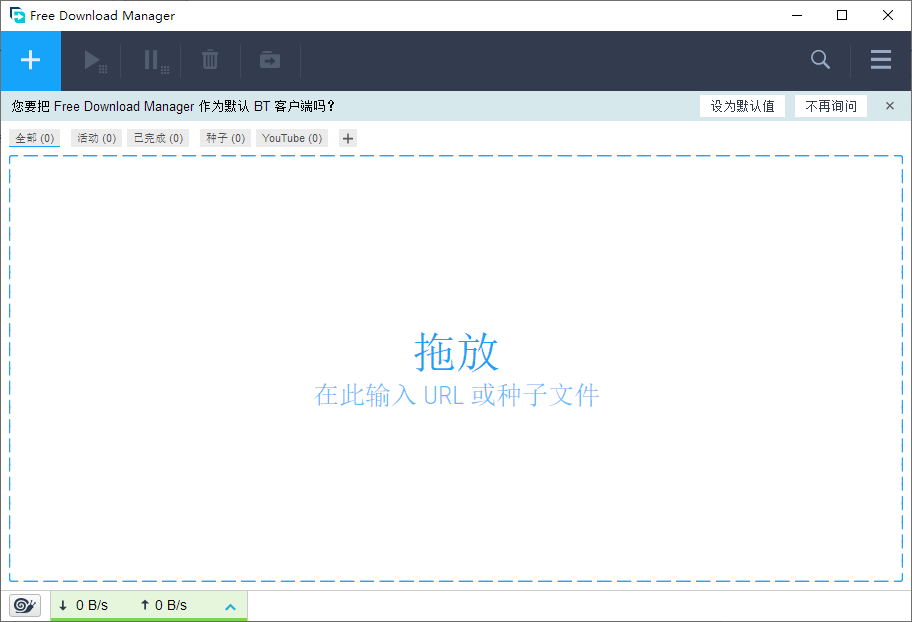 Free Download Manager
您要把 Free Download Manager 作为默认 BT 客户端吗?
设为默认值
不再询问
全部 (0)
活动 (0)
已完成 (0)
种子 (0)
YouTube (0)
拖放
在此输入 URL 或种子文件
0 B/s
0 B/s